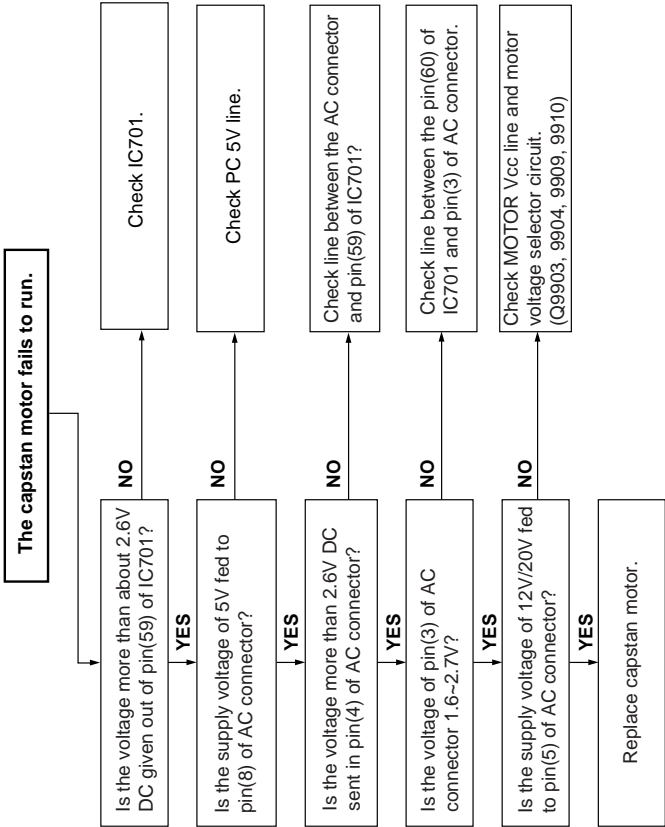 The capstan motor fails to run.
Is the voltage more than about 2.6V
DC given out of pin(59) of IC701?
NO
Check IC701.
YES
Is the supply voltage of 5V fed to
pin(8) of AC connector?
NO
Check PC 5V line.
YES
Is the voltage more than 2.6V DC
sent in pin(4) of AC connector?
NO
Check line between the AC connector
and pin(59) of IC701?
YES
Is the voltage of pin(3) of AC
connector 1.6~2.7V?
NO
Check line between the pin(60) of
IC701 and pin(3) of AC connector.
YES
Is the supply voltage of 12V/20V fed
to pin(5) of AC connector?
NO
Check MOTOR Vcc line and motor
voltage selector circuit.
(Q9903, 9904, 9909, 9910)
YES
Replace capstan motor.